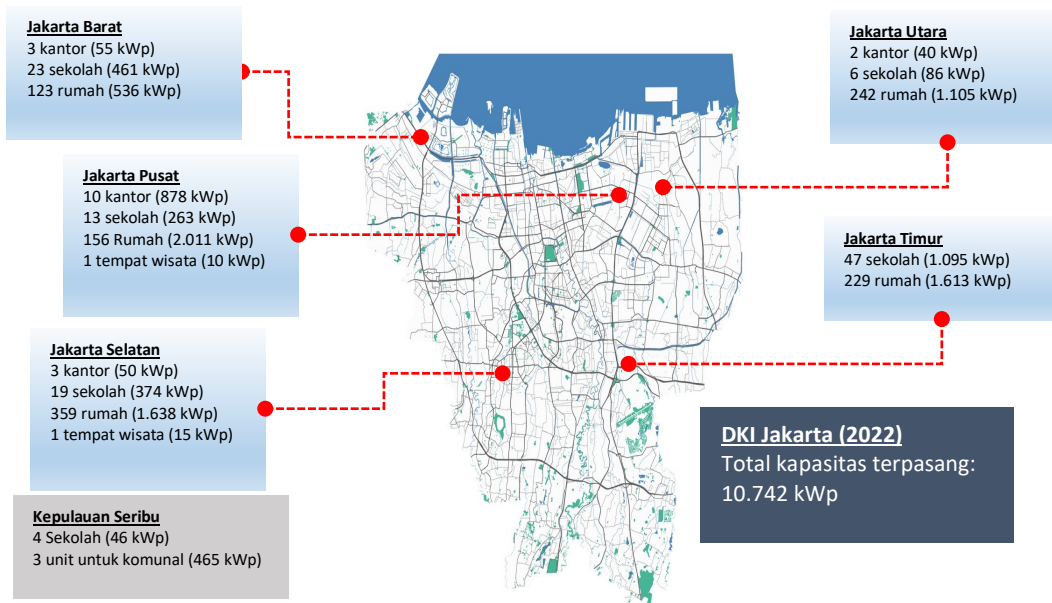 Jakarta Barat
3 kantor (55 kWp)
23 sekolah (461 kWp)
123 rumah (536 kWp)
Jakarta Utara
2 kantor (40 kWp)
6 sekolah (86 kWp)
242 rumah (1.105 kWp)
Jakarta Pusat
10 kantor (878 kWp)
13 sekolah (263 kWp)
156 Rumah (2.011 kWp)
1 tempat wisata (10 kWp)
Jakarta Timur
47 sekolah (1.095 kWp)
229 rumah (1.613 kWp)
Jakarta Selatan
3 kantor (50 kWp)
19 sekolah (374 kWp)
359 rumah (1.638 kWp)
1 tempat wisata (15 kWp)
DKI Jakarta (2022)
Total kapasitas terpasang:
10.742 kWp
Kepulauan Seribu
4 Sekolah (46 kWp)
3 unit untuk komunal (465 kWp)